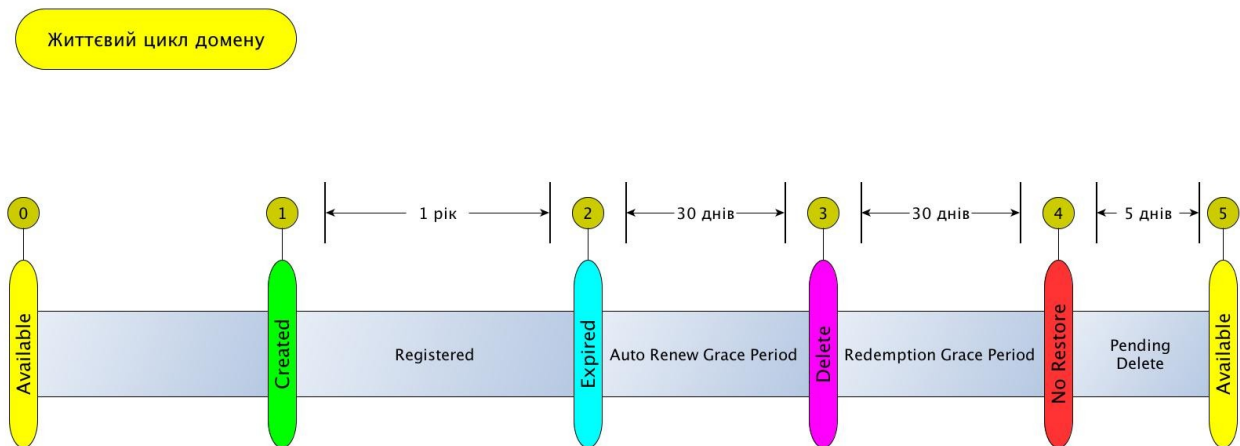 Життєвий цикл домену
0
1
1 рік
2
30 днів
3
30 днів
4
5 днів
5
Available
Created
Registered
Expired
Auto Renew Grace Period
Delete
Redemption Grace Period
No Restore
Pending
Delete
Available